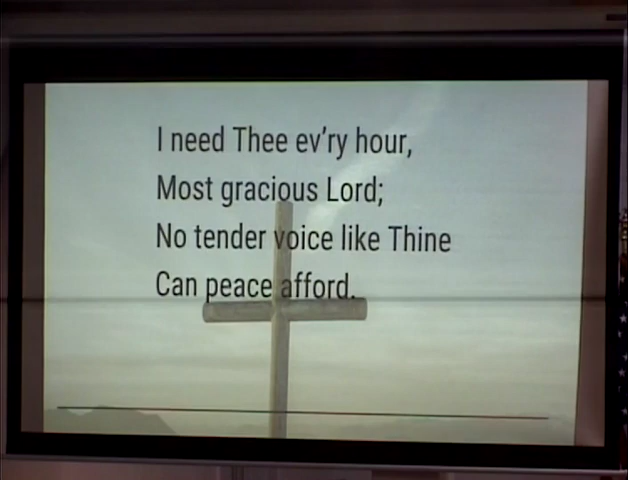 I need Thee ev’ry hour,
Most gracious Lord;
No tender voice like Thine
Can peace afford.